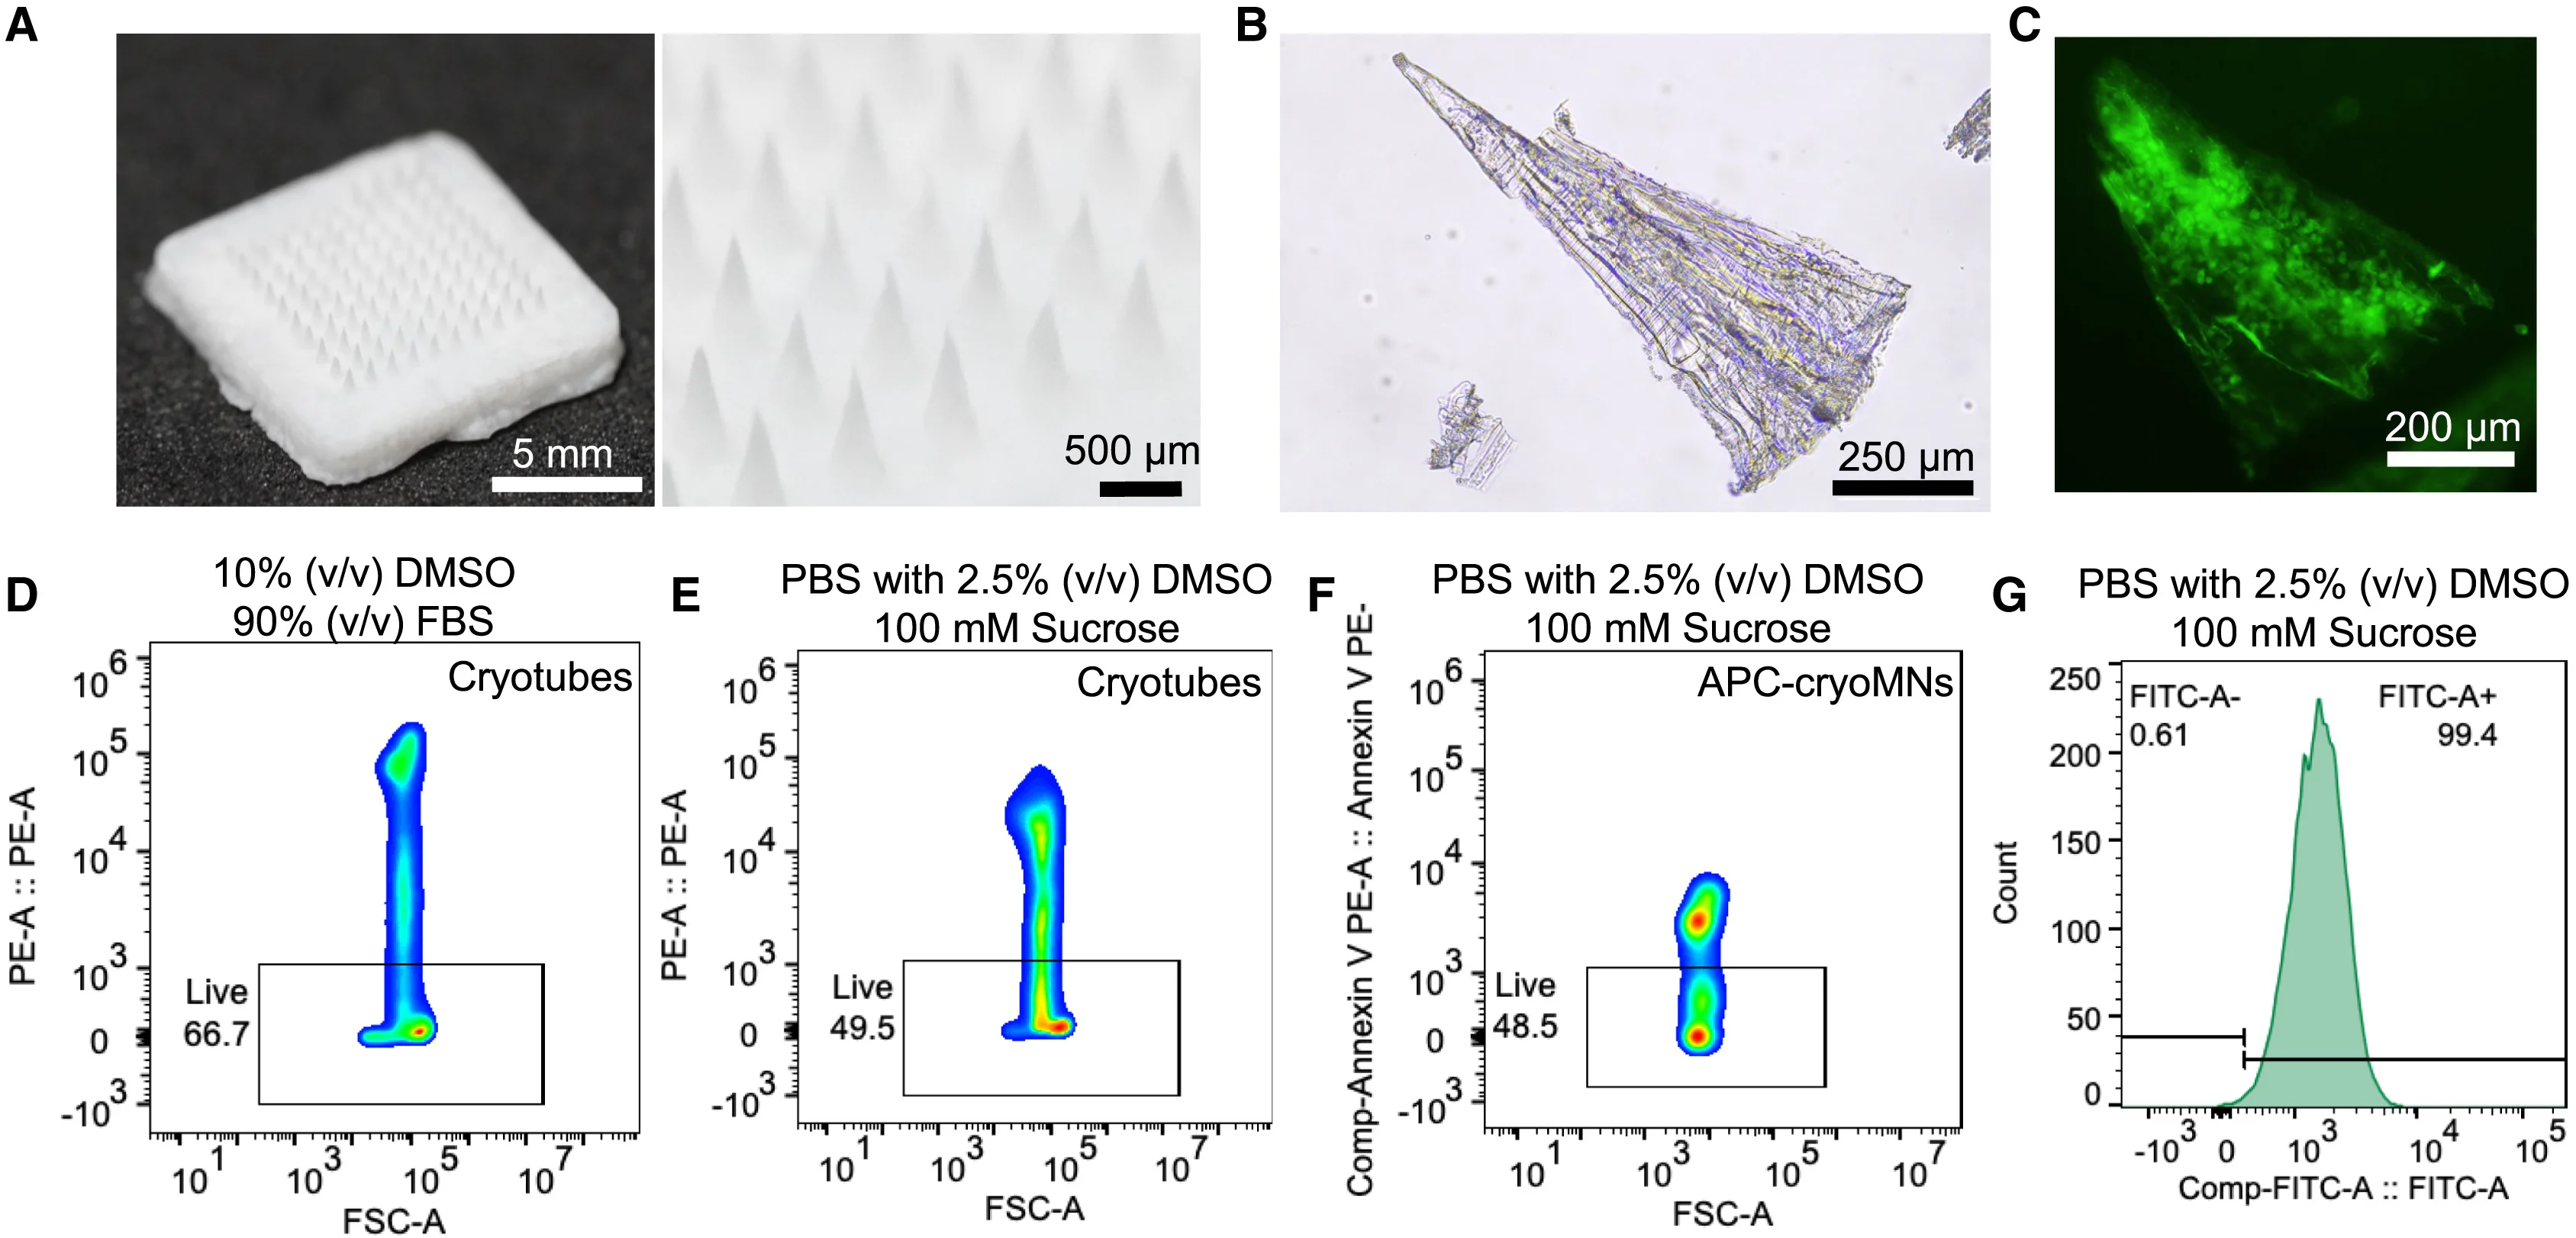 A
5 mm
500 µm
B
250 µm
C
200 µm
D
10% (v/v) DMSO
90% (v/v) FBS
Cryotubes
10^6
10^5
10^4
10^3
0
-10^3
Live
66.7
10^1
10^3
10^5
10^7
PE-A :: PE-A
FSC-A
E
PBS with 2.5% (v/v) DMSO
100 mM Sucrose
Cryotubes
10^6
10^5
10^4
10^3
0
-10^3
Live
49.5
10^1
10^3
10^5
10^7
PE-A :: PE-A
FSC-A
F
PBS with 2.5% (v/v) DMSO
100 mM Sucrose
APC-cryoMNs
10^6
10^5
10^4
10^3
0
-10^3
Live
48.5
10^1
10^3
10^5
10^7
Comp-Annexin V PE-A :: Annexin V PE-
FSC-A
G
PBS with 2.5% (v/v) DMSO
100 mM Sucrose
FITC-A-
0.61
FITC-A+
99.4
250
200
150
100
50
0
Count
-10^3
0
10^3
10^4
10^5
Comp-FITC-A :: FITC-A